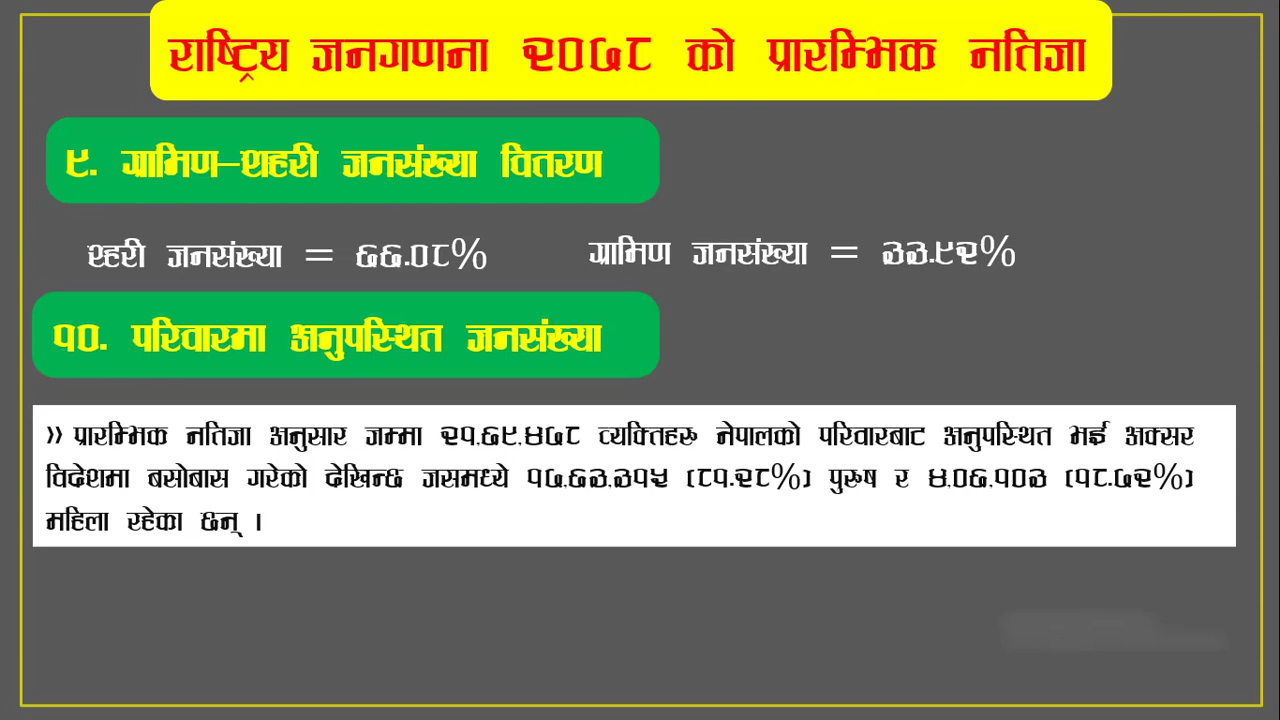 राष्ट्रिय जनगणना २०७८ को प्रारम्भिक नतिजा
९. ग्रामिण–शहरी जनसंख्या वितरण
शहरी जनसंख्या = ६६.०८% ग्रामिण जनसंख्या = ३३.९२%
१०. परिवारमा अनुपस्थित जनसंख्या
» प्रारम्भिक नतिजा अनुसार जम्मा २१,६९,४७८ व्यक्तिहरु नेपालको परिवारबाट अनुपस्थित भई अक्सर
विदेशमा बसोबास गरेको देखिन्छ जसमध्ये १७,६३,३१५ (८१.२८%) पुरुष र ४,०६,१०३ (१८.७२%)
महिला रहेका छन् ।